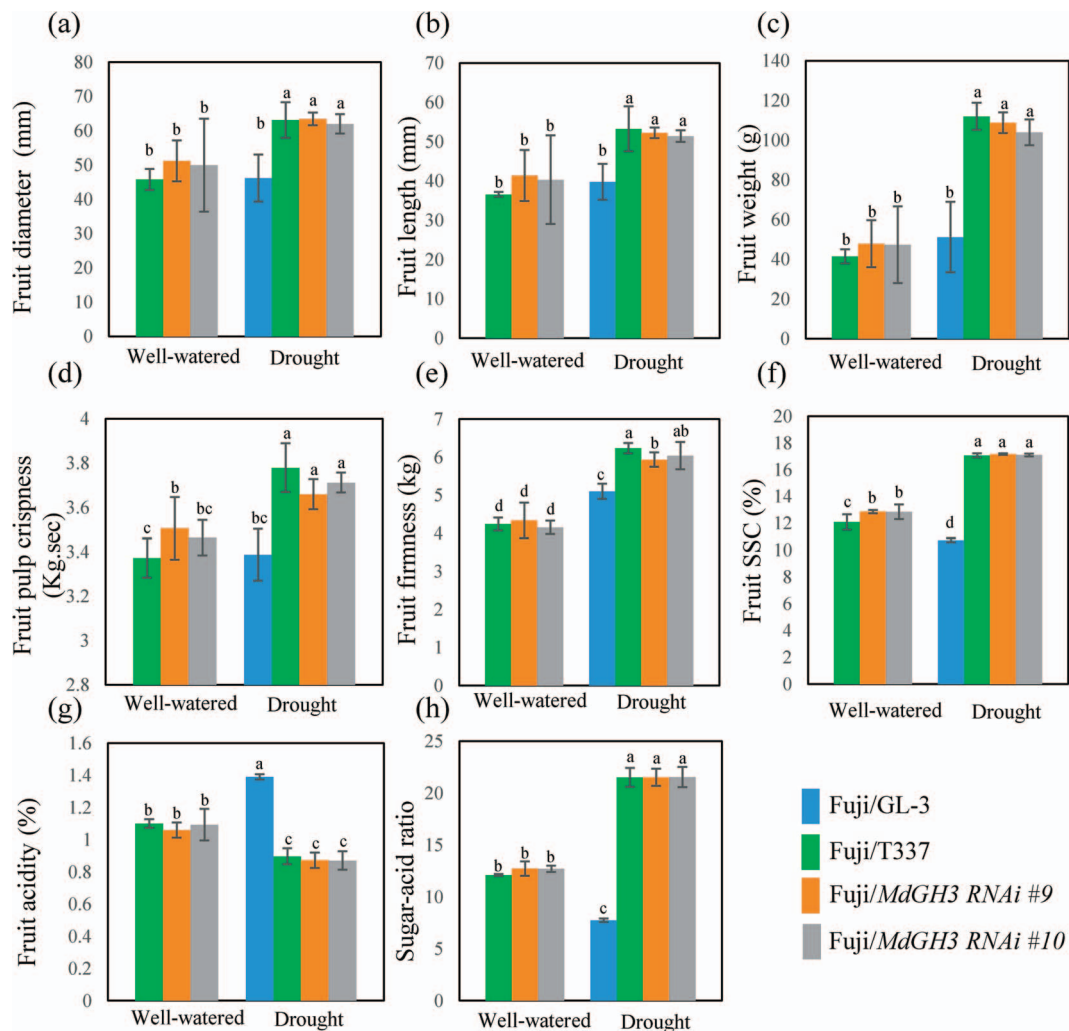 (a)
Fruit diameter (mm)
80
70
60
50
40
30
20
10
0
b b b b a a a
Well-watered Drought
(b)
Fruit length (mm)
70
60
50
40
30
20
10
0
b b b b a a a
Well-watered Drought
(c)
Fruit weight (g)
140
120
100
80
60
40
20
0
b b b b a a a
Well-watered Drought
(d)
Fruit pulp crispness
(Kg.sec)
4
3.8
3.6
3.4
3.2
3
2.8
c b bc bc a a a
Well-watered Drought
(e)
Fruit firmness (kg)
7
6
5
4
3
2
1
0
d d d c a b ab
Well-watered Drought
(f)
Fruit SSC (%)
20
18
16
14
12
10
8
6
4
2
0
c b b d a a a
Well-watered Drought
(g)
Fruit acidity (%)
1.6
1.4
1.2
1
0.8
0.6
0.4
0.2
0
b b b a c c c
Well-watered Drought
(h)
Sugar-acid ratio
25
20
15
10
5
0
b b b c a a a
Well-watered Drought
Fuji/GL-3
Fuji/T337
Fuji/MdGH3 RNAi #9
Fuji/MdGH3 RNAi #10